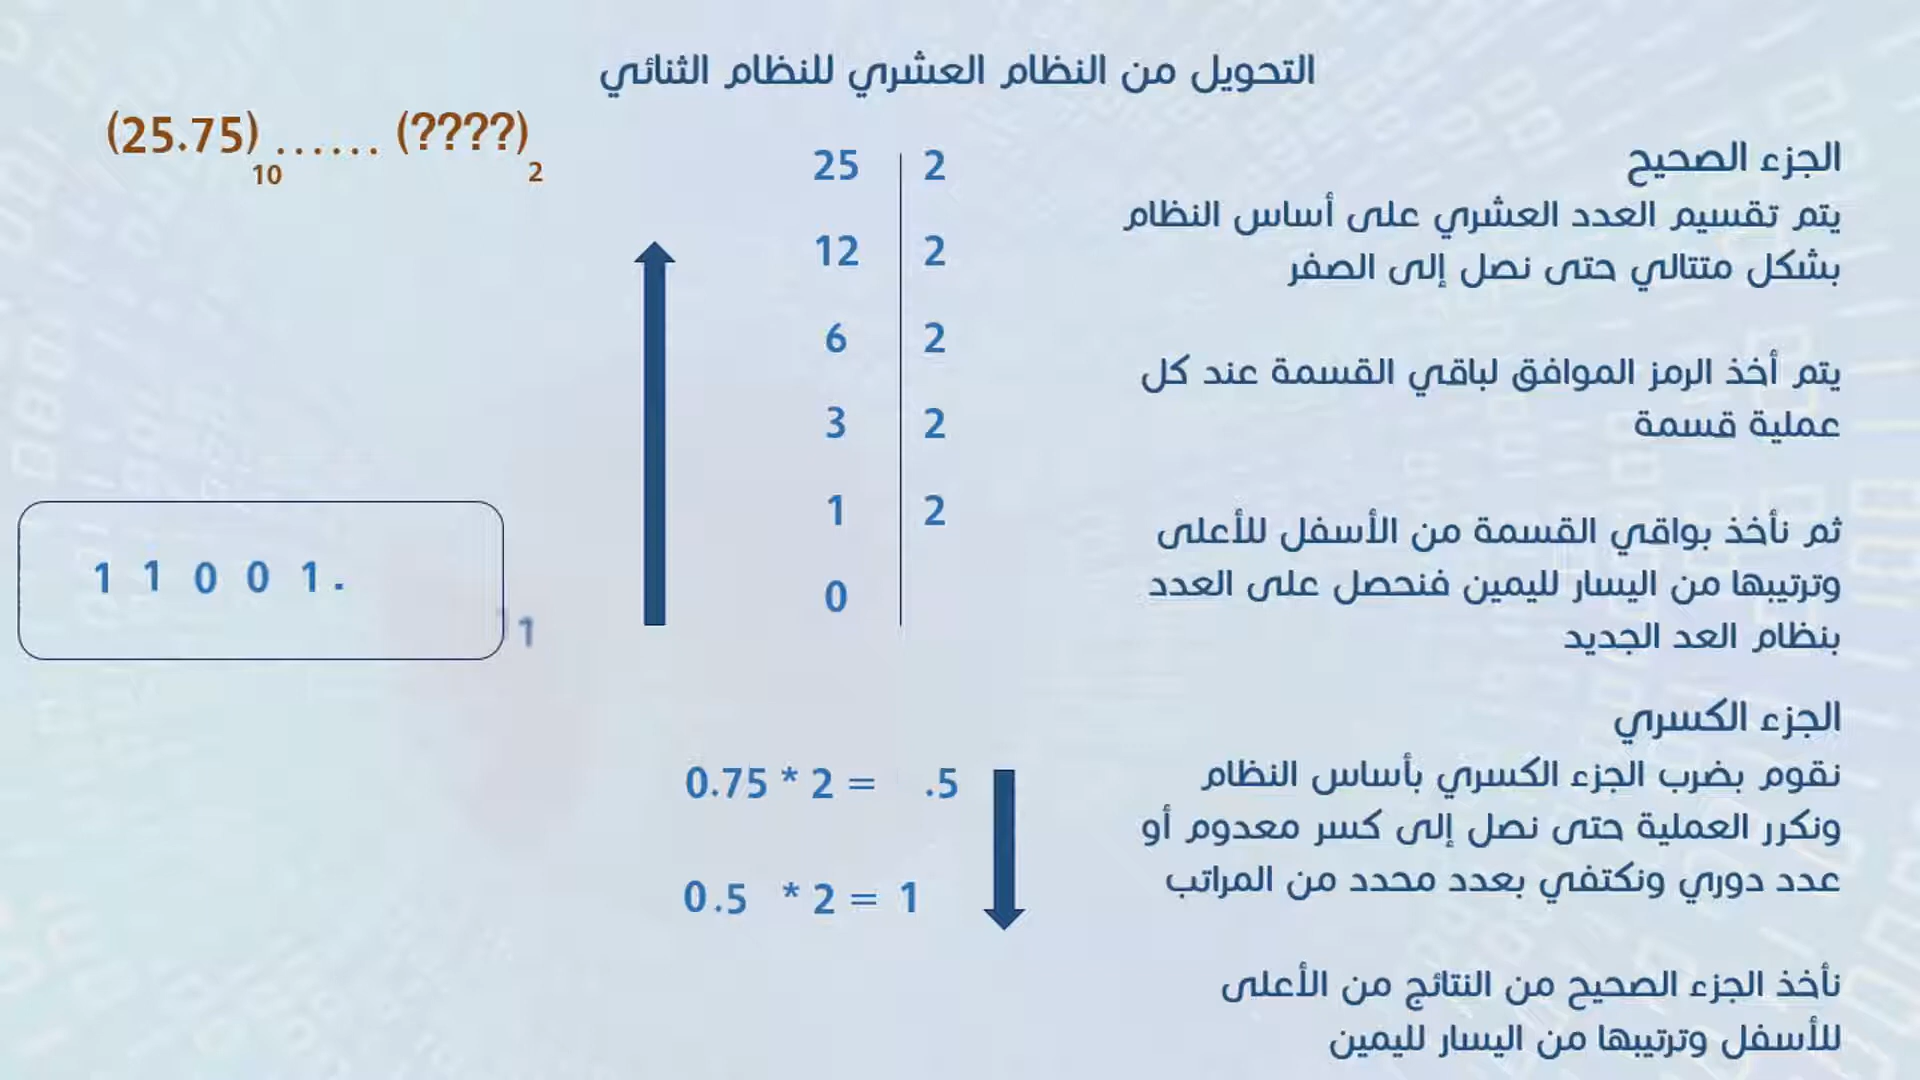 التحويل من النظام العشري للنظام الثنائي
(25.75)10 ...... (????)2
الجزء الصحيح
يتم تقسيم العدد العشري على أساس النظام
بشكل متتالي حتى نصل إلى الصفر
يتم أخذ الرمز الموافق لباقي القسمة عند كل
عملية قسمة
ثم نأخذ بواقي القسمة من الأسفل للأعلى
وترتيبها من اليسار لليمين فنحصل على العدد
بنظام العد الجديد
25 2
12 2
6 2
3 2
1 2
0
1 1 0 0 1 .
1
الجزء الكسري
نقوم بضرب الجزء الكسري بأساس النظام
ونكرر العملية حتى نصل إلى كسر معدوم أو
عدد دوري ونكتفي بعدد محدد من المراتب
نأخذ الجزء الصحيح من النتائج من الأعلى
للأسفل وترتيبها من اليسار لليمين
0.75 * 2 = .5
0.5 * 2 = 1